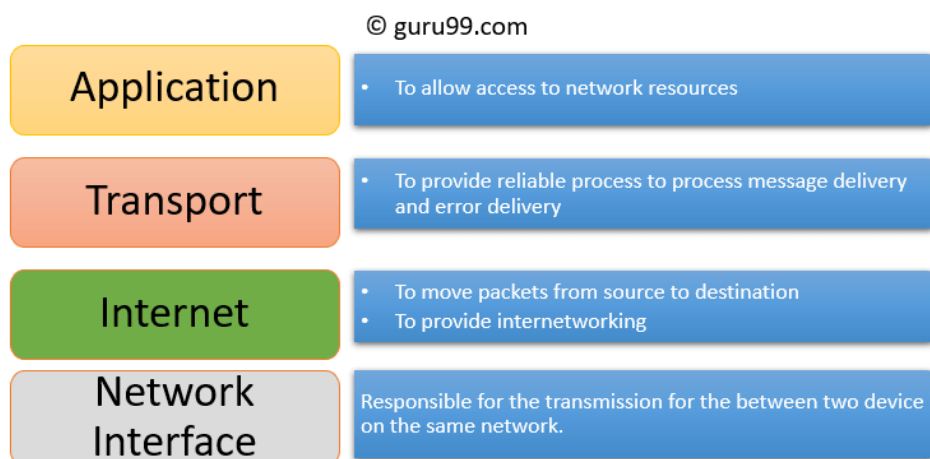 © guru99.com
Application
• To allow access to network resources
Transport
• To provide reliable process to process message delivery
and error delivery
Internet
• To move packets from source to destination
• To provide internetworking
Network
Interface
Responsible for the transmission for the between two device
on the same network.